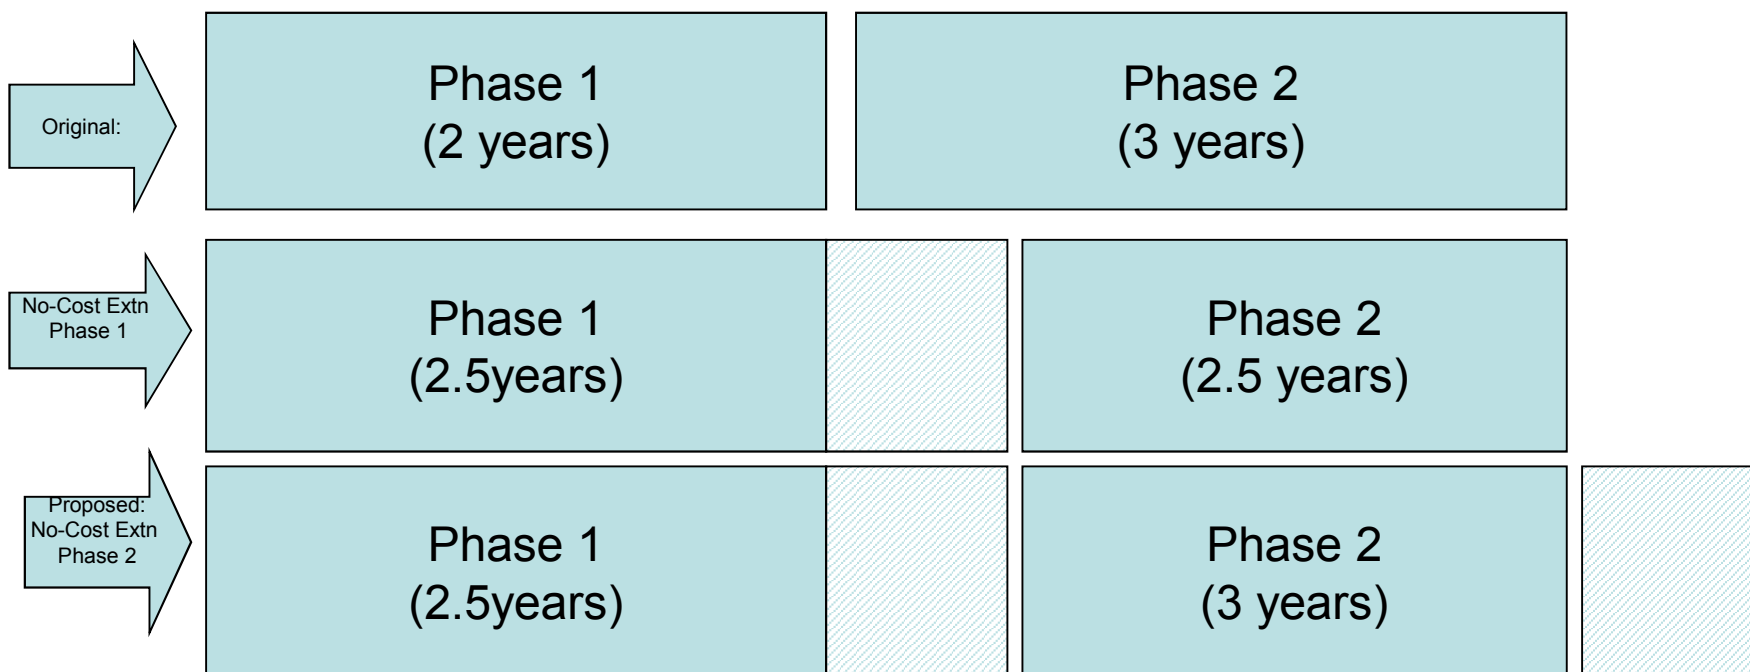 Original:
Phase 1
(2 years)
Phase 2
(3 years)
No-Cost Extn
Phase 1
Phase 1
(2.5years)
Phase 2
(2.5 years)
Proposed:
No-Cost Extn
Phase 2
Phase 1
(2.5years)
Phase 2
(3 years)